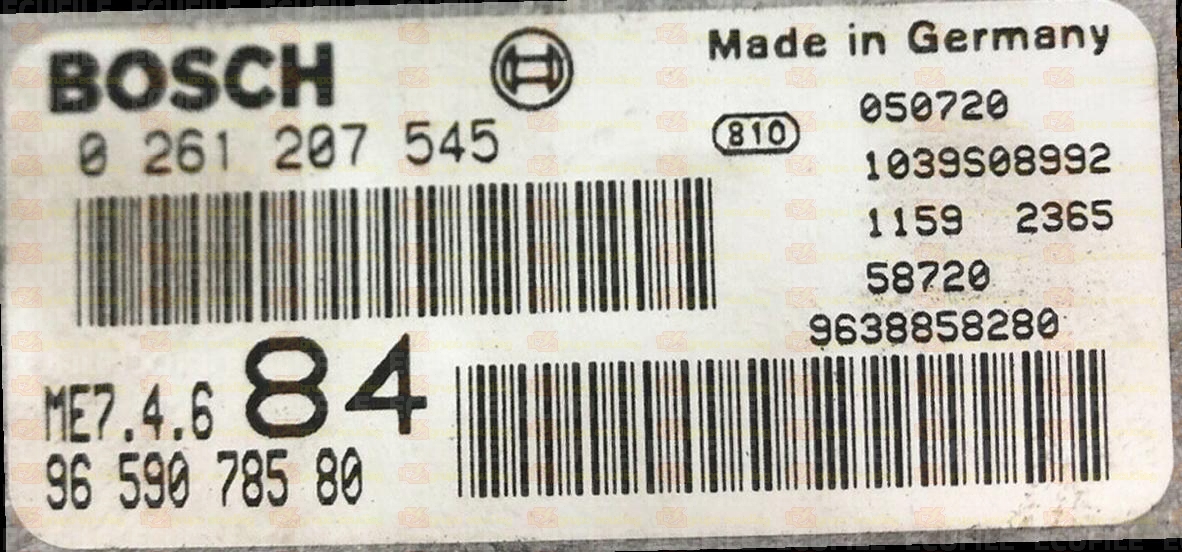 BOSCH
Made in Germany
0 261 207 545
810
050720
1039S08992
1159 2365
58720
9638858280
ME7.4.6 84
96 590 785 80